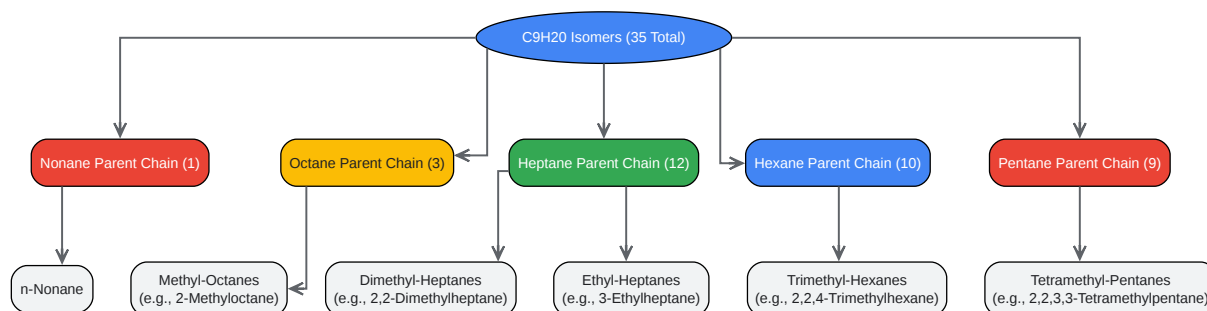 C9H20 Isomers (35 Total)
Nonane Parent Chain (1)
Octane Parent Chain (3)
Heptane Parent Chain (12)
Hexane Parent Chain (10)
Pentane Parent Chain (9)
n-Nonane
Methyl-Octanes
(e.g., 2-Methyloctane)
Dimethyl-Heptanes
(e.g., 2,2-Dimethylheptane)
Ethyl-Heptanes
(e.g., 3-Ethylheptane)
Trimethyl-Hexanes
(e.g., 2,2,4-Trimethylhexane)
Tetramethyl-Pentanes
(e.g., 2,2,3,3-Tetramethylpentane)